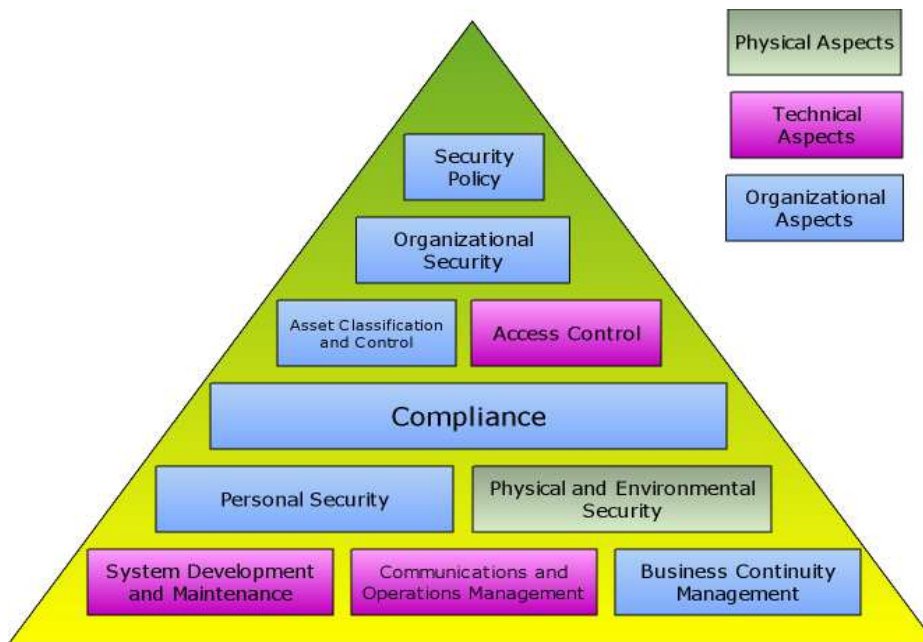 Physical Aspects
Technical
Aspects
Organizational
Aspects
Security
Policy
Organizational
Security
Asset Classification
and Control
Access Control
Compliance
Personal Security
Physical and Environmental
Security
System Development
and Maintenance
Communications and
Operations Management
Business Continuity
Management